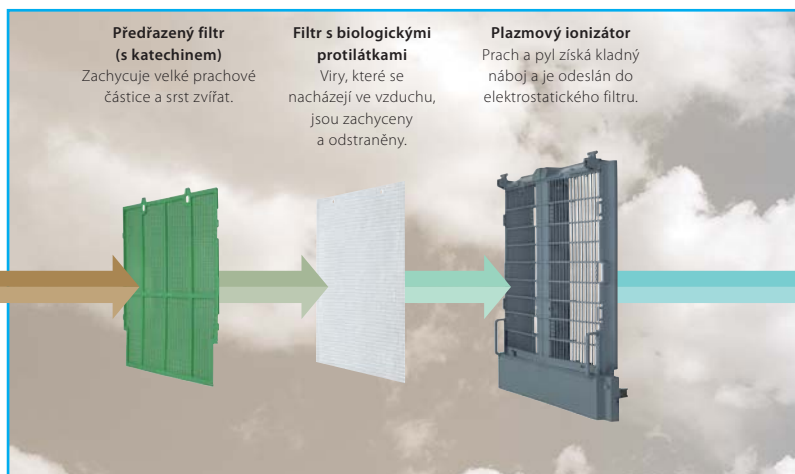 Předřazený filtr
(s katechinem)
Zachycuje velké prachové
částice a srst zvířat.
Filtr s biologickými
protilátkami
Viry, které se
nacházejí ve vzduchu,
jsou zachyceny
a odstraněny.
Plazmový ionizátor
Prach a pyl získá kladný
náboj a je odeslán do
elektrostatického filtru.